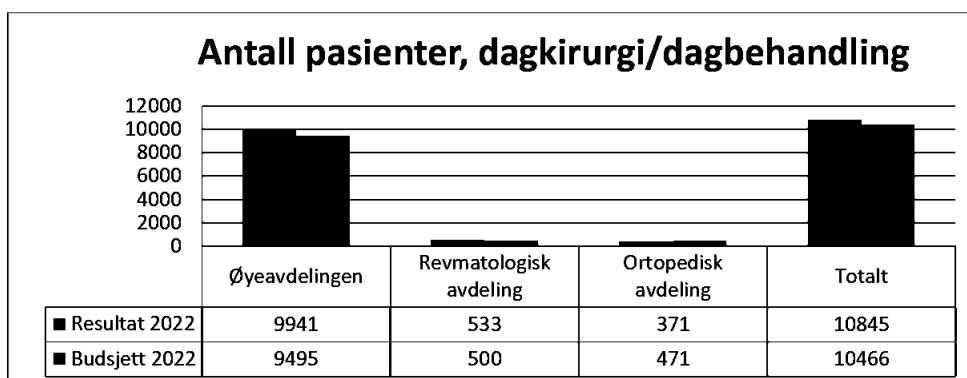 Antall pasienter, dagkirurgi/dagbehandling
12000
10000
8000
6000
4000
2000
0
Øyeavdelingen Revmatologisk avdeling Ortopedisk avdeling Totalt
Resultat 2022 9941 533 371 10845
Budsjett 2022 9495 500 471 10466